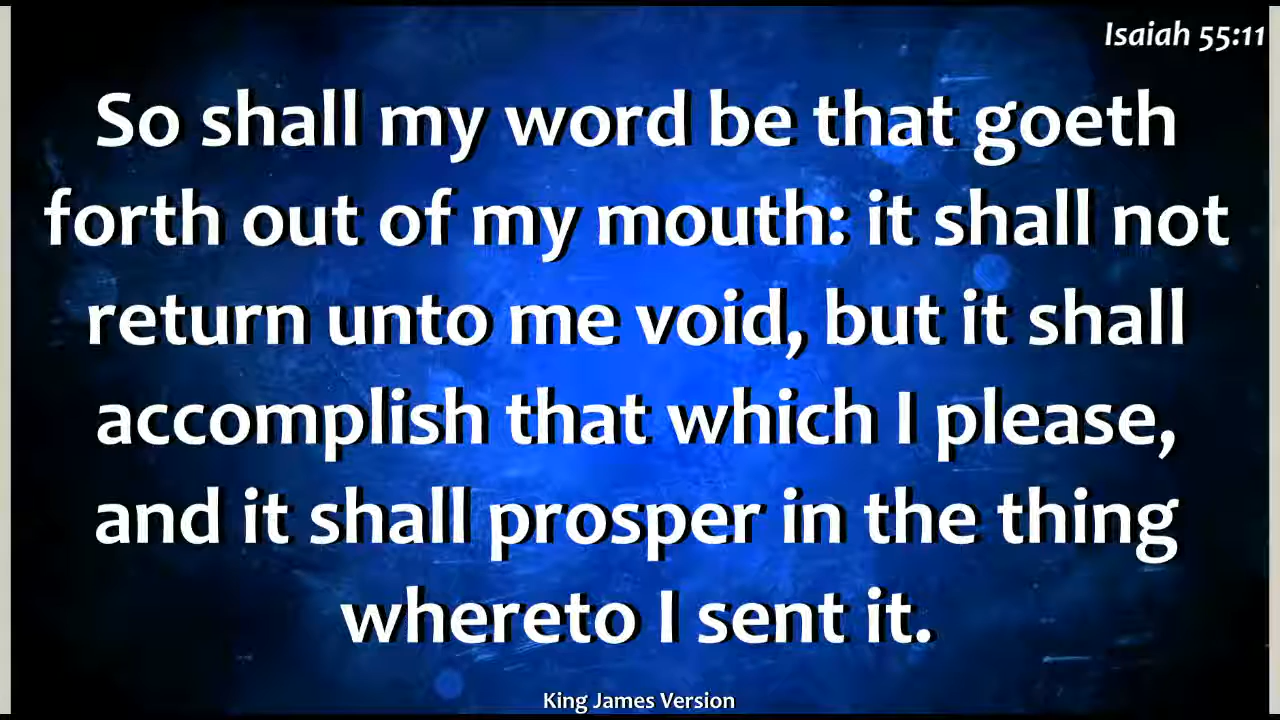 Isaiah 55:11
So shall my word be that goeth
forth out of my mouth: it shall not
return unto me void, but it shall
accomplish that which I please,
and it shall prosper in the thing
whereto I sent it.
King James Version